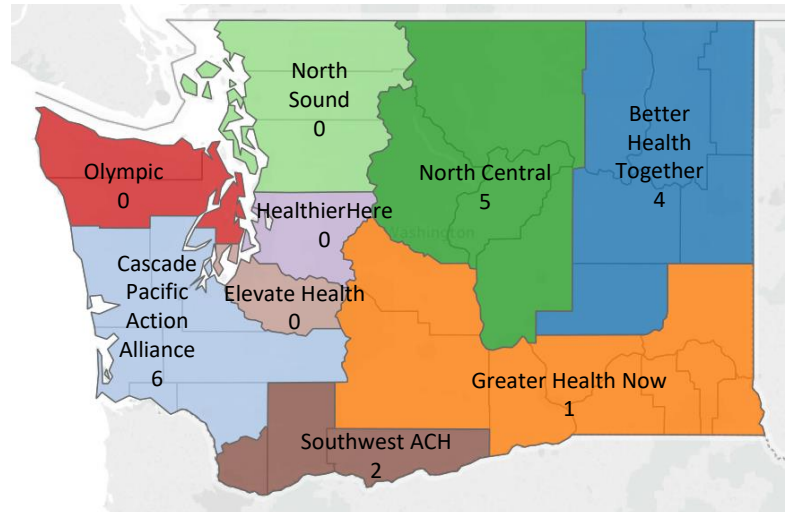 North
Sound
0
Better
Health
Together
4
Olympic
0
North Central
5
HealthierHere
0
Washington
Cascade
Pacific
Action
Alliance
6
Elevate Health
0
Greater Health Now
1
Southwest ACH
2